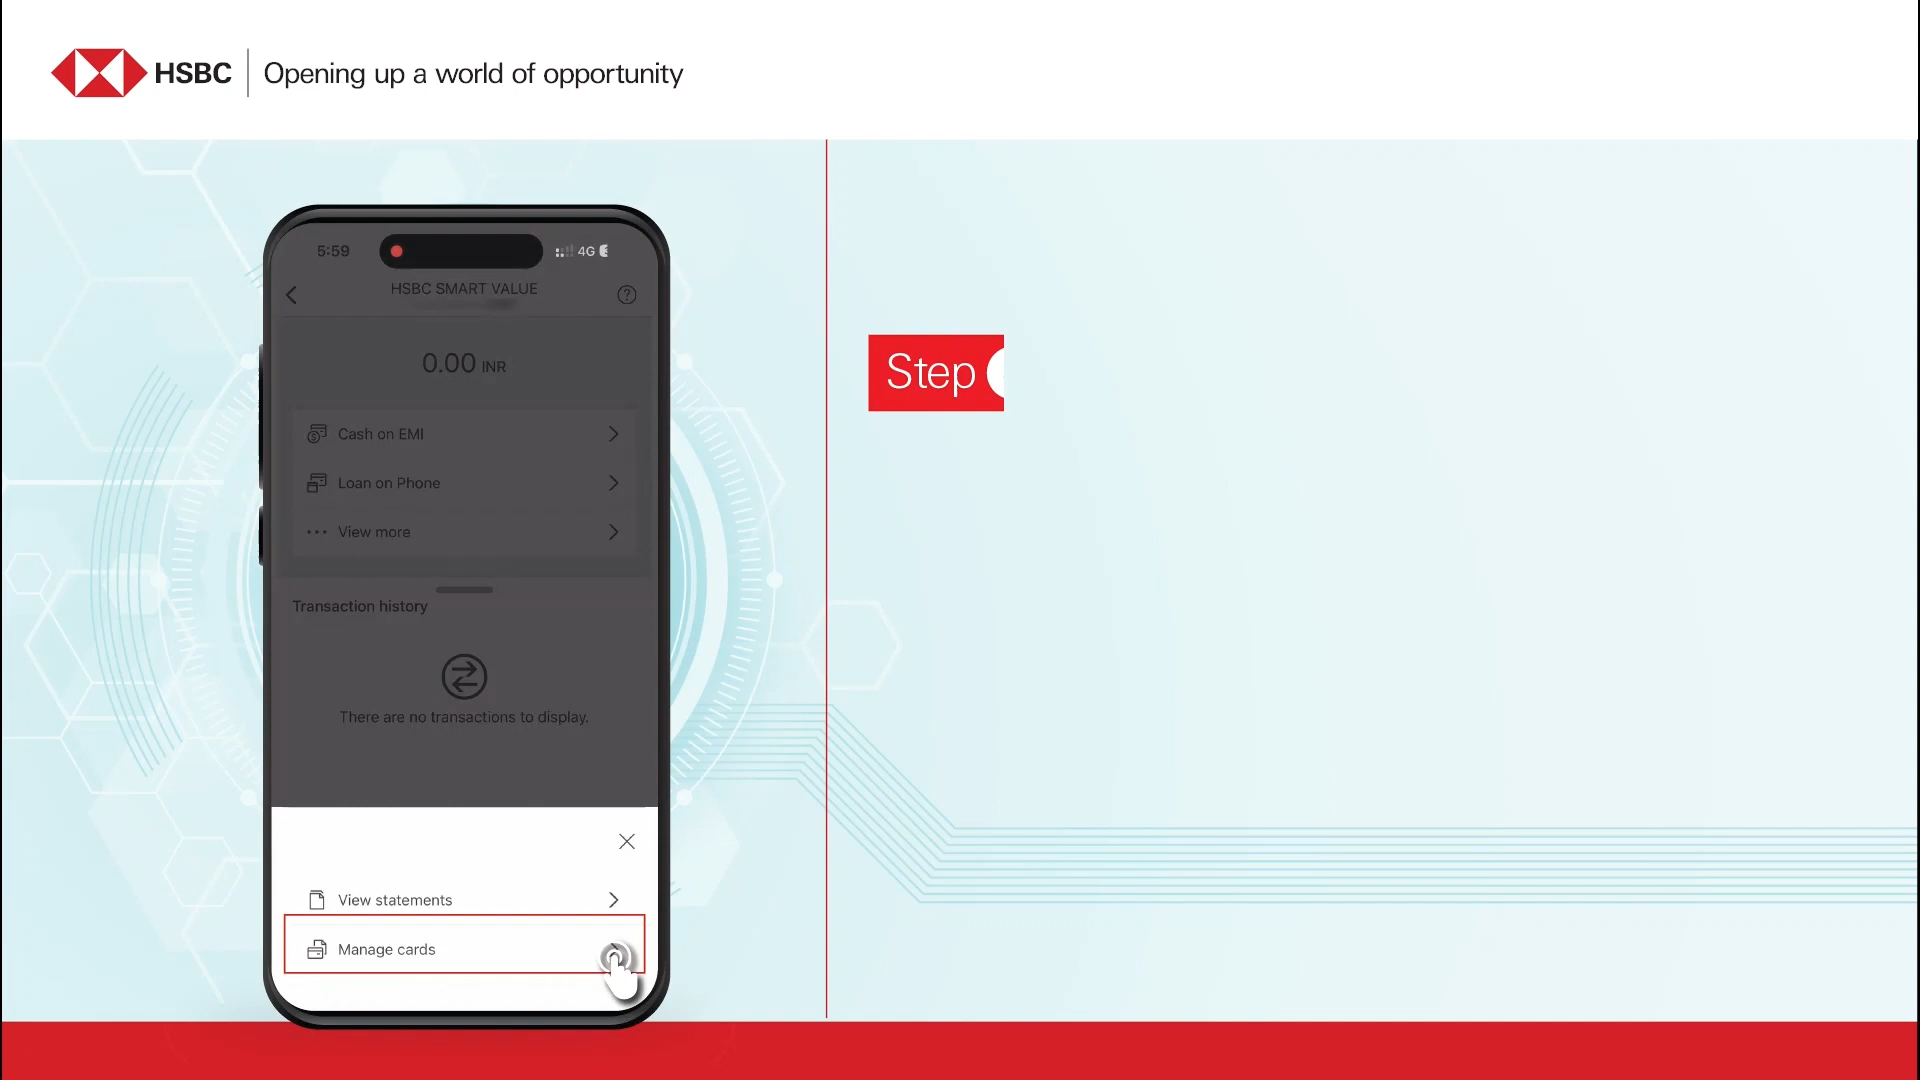 HSBC
Opening up a world of opportunity
5:59
4G
HSBC SMART VALUE
0.00 INR
Cash on EMI
Loan on Phone
View more
Transaction history
There are no transactions to display.
View statements
Manage cards
Step